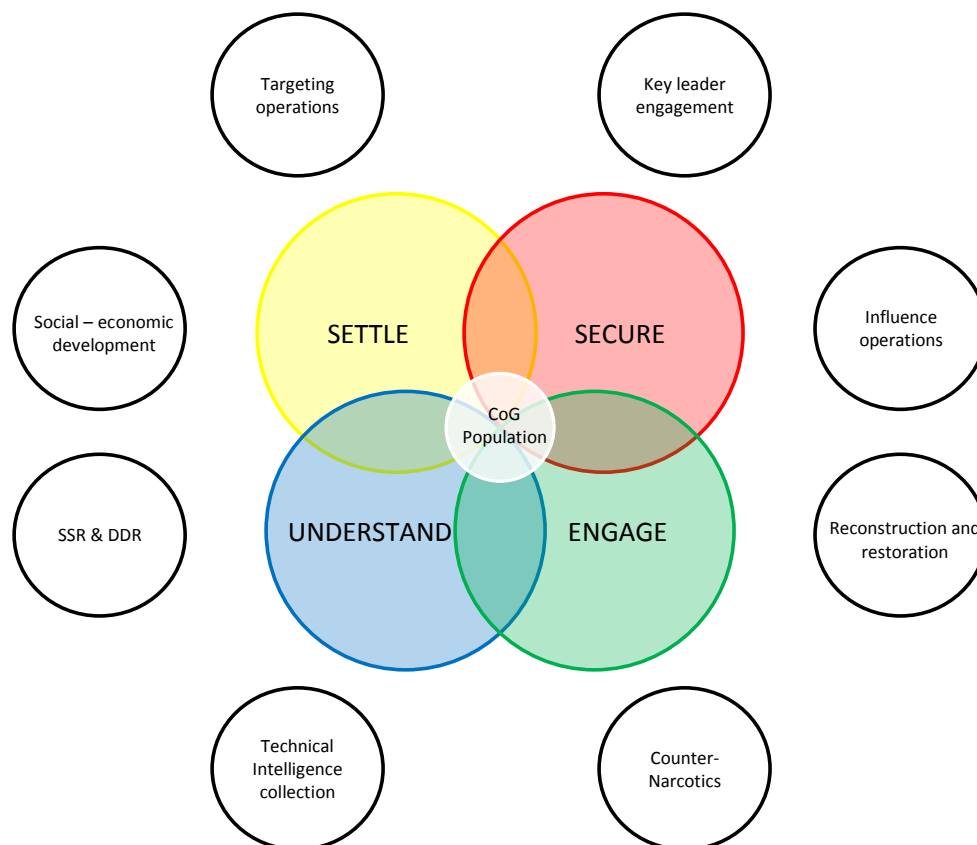 Targeting
operations
Key leader
engagement
Social – economic
development
SETTLE
SECURE
Influence
operations
CoG
Population
SSR & DDR
UNDERSTAND
ENGAGE
Reconstruction and
restoration
Technical
Intelligence
collection
Counter-
Narcotics